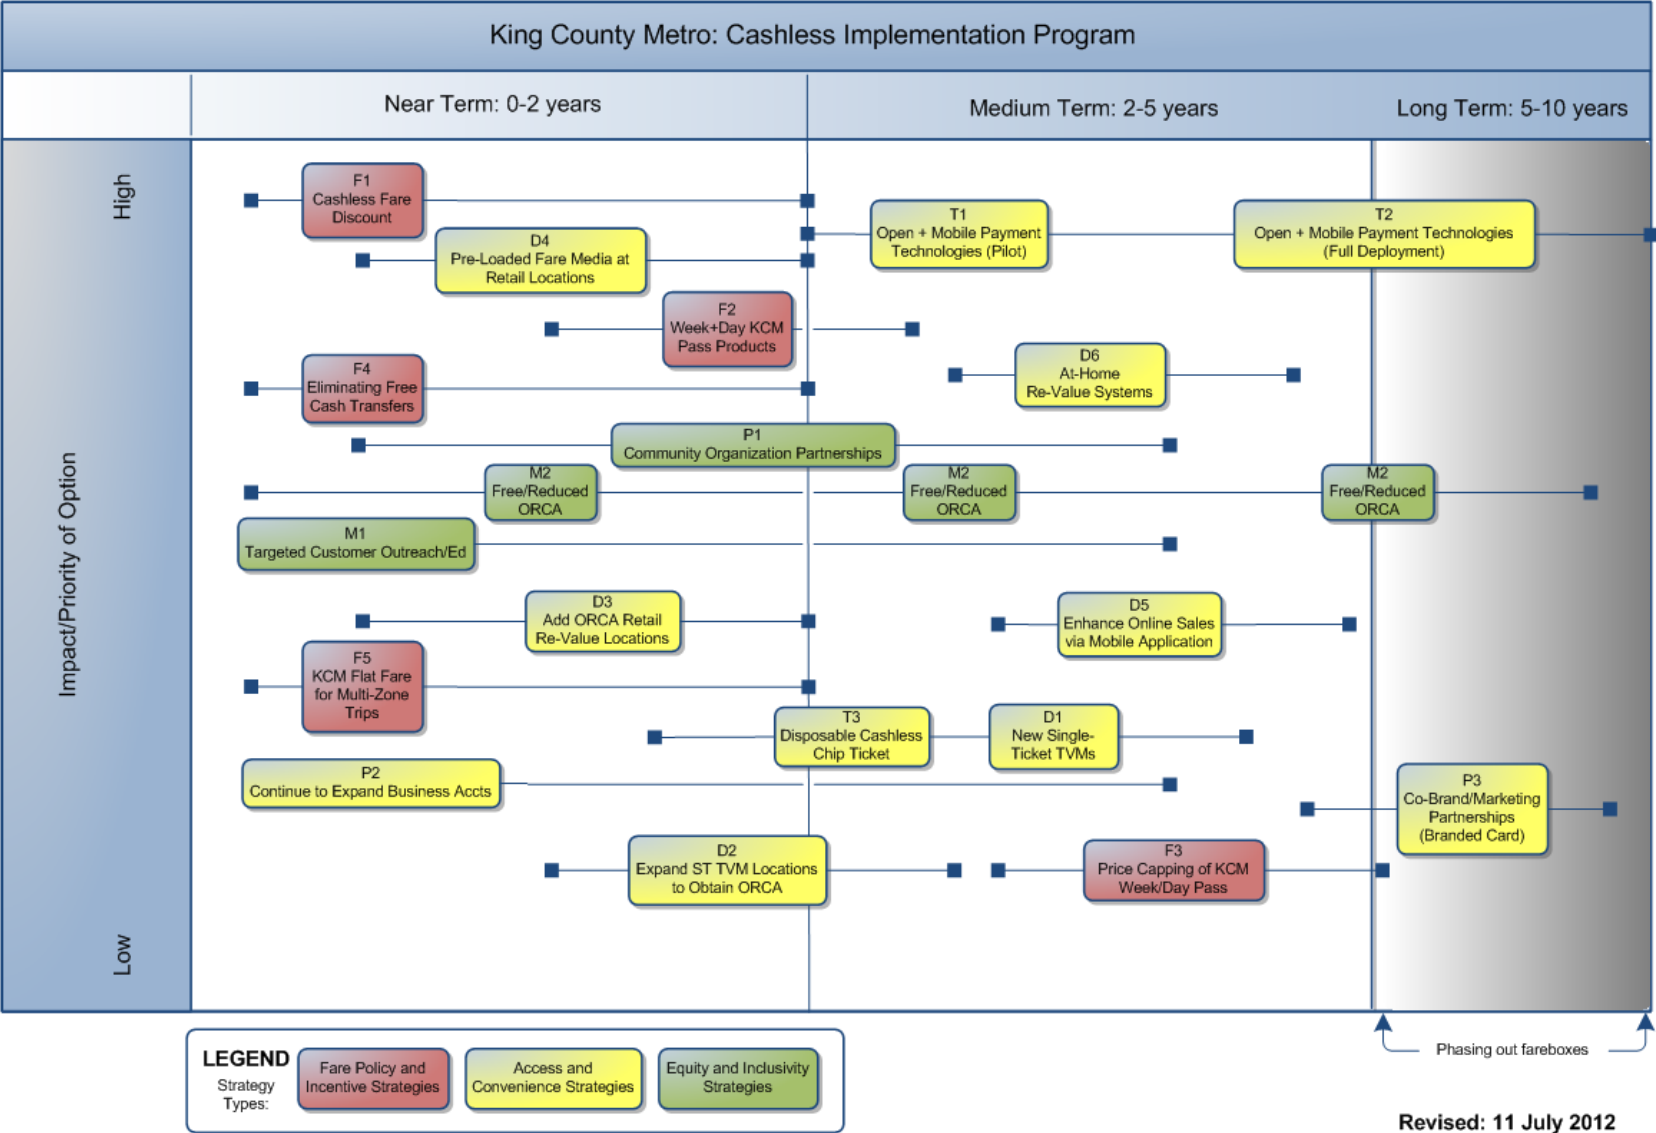 King County Metro: Cashless Implementation Program
Near Term: 0-2 years
Medium Term: 2-5 years
Long Term: 5-10 years
High
Impact/Priority of Option
Low
F1
Cashless Fare
Discount
T1
Open + Mobile Payment
Technologies (Pilot)
T2
Open + Mobile Payment Technologies
(Full Deployment)
D4
Pre-Loaded Fare Media at
Retail Locations
F2
Week+Day KCM
Pass Products
D6
At-Home
Re-Value Systems
F4
Eliminating Free
Cash Transfers
P1
Community Organization Partnerships
M2
Free/Reduced
ORCA
M2
Free/Reduced
ORCA
M2
Free/Reduced
ORCA
M1
Targeted Customer Outreach/Ed
D3
Add ORCA Retail
Re-Value Locations
D5
Enhance Online Sales
via Mobile Application
F5
KCM Flat Fare
for Multi-Zone
Trips
T3
Disposable Cashless
Chip Ticket
D1
New Single-
Ticket TVMs
P2
Continue to Expand Business Accts
P3
Co-Brand/Marketing
Partnerships
(Branded Card)
D2
Expand ST TVM Locations
to Obtain ORCA
F3
Price Capping of KCM
Week/Day Pass
Phasing out fareboxes
LEGEND
Strategy
Types:
Fare Policy and
Incentive Strategies
Access and
Convenience Strategies
Equity and Inclusivity
Strategies
Revised: 11 July 2012